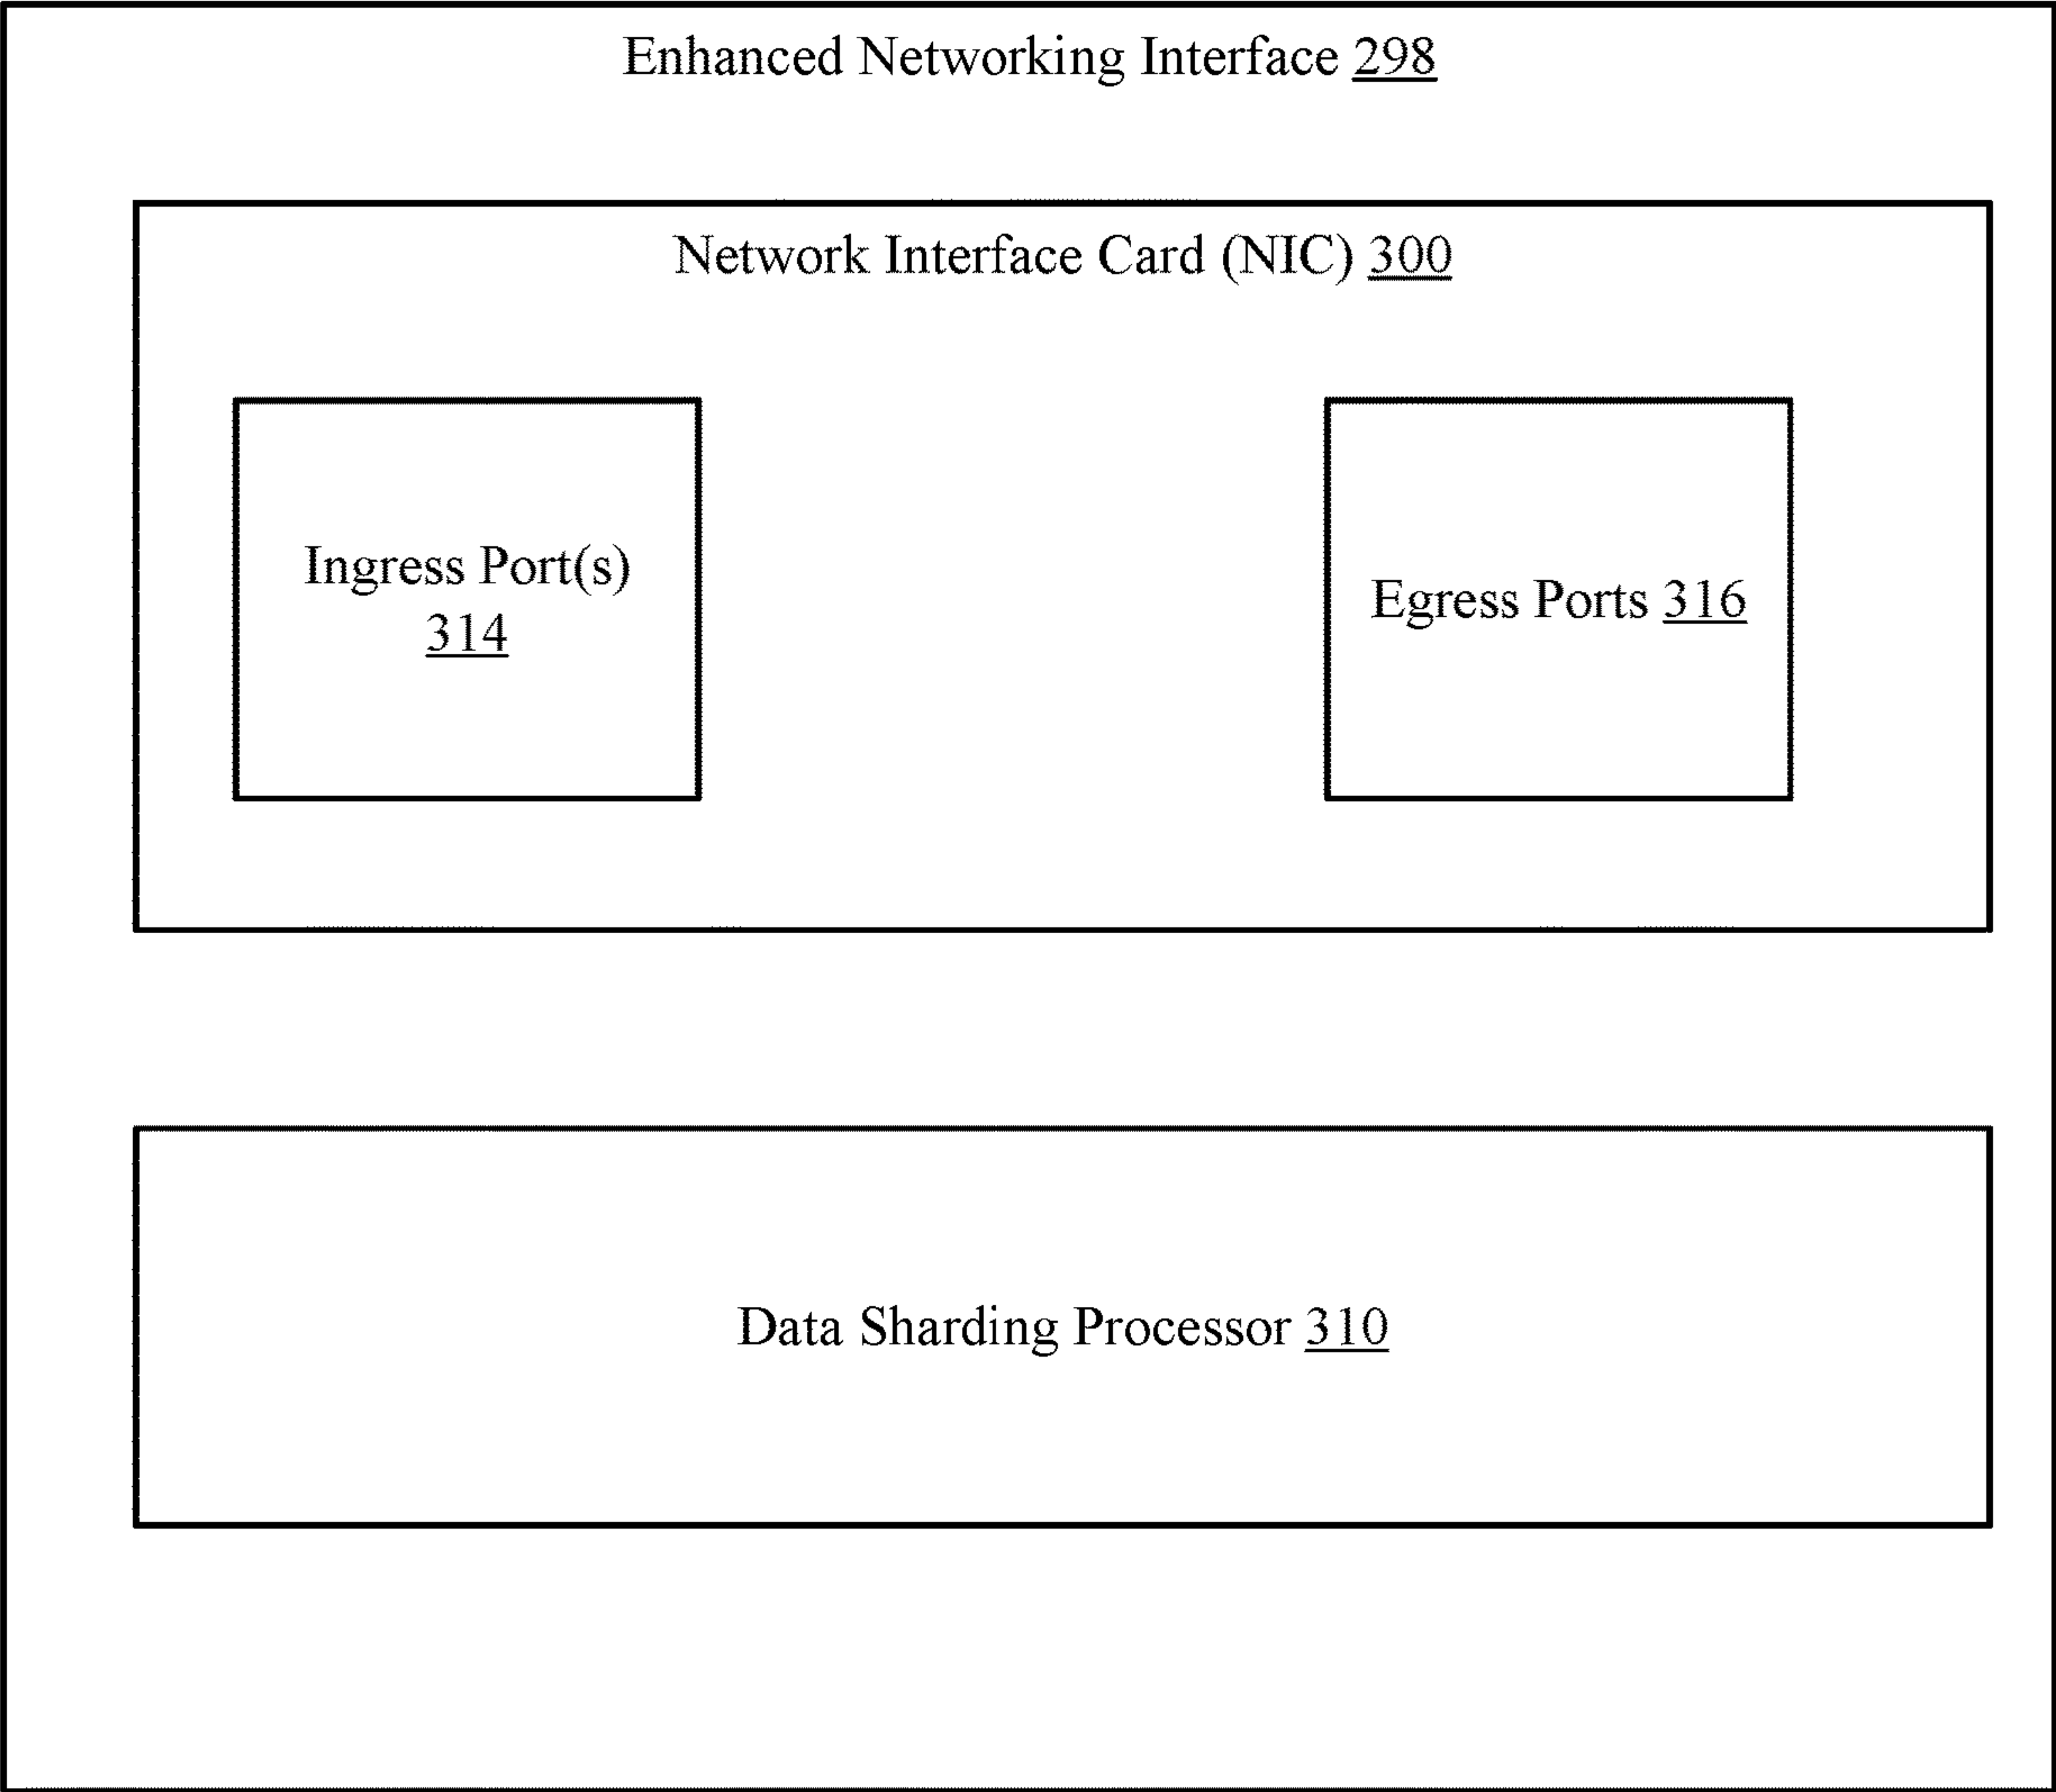 Enhanced Networking Interface 298
Network Interface Card (NIC) 300
Ingress Port(s)
314
Egress Ports 316
Data Sharding Processor 310